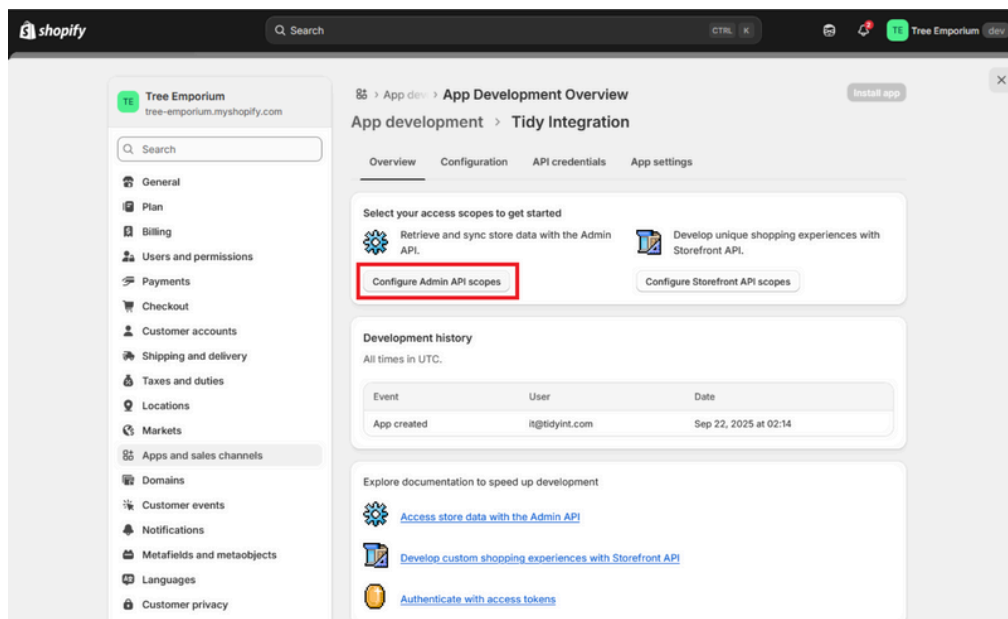 shopify
Search
CTRL K
2
TE
Tree Emporium
dev
TE
Tree Emporium
tree-emporium.myshopify.com
Search
General
Plan
Billing
Users and permissions
Payments
Checkout
Customer accounts
Shipping and delivery
Taxes and duties
Locations
Markets
Apps and sales channels
Domains
Customer events
Notifications
Metafields and metaobjects
Languages
Customer privacy
› App dev › App Development Overview
Install app
App development › Tidy Integration
Overview Configuration API credentials App settings
Select your access scopes to get started
Retrieve and sync store data with the Admin
API.
Configure Admin API scopes
Develop unique shopping experiences with
Storefront API.
Configure Storefront API scopes
Development history
All times in UTC.
Event User Date
App created it@tidyint.com Sep 22, 2025 at 02:14
Explore documentation to speed up development
Access store data with the Admin API
Develop custom shopping experiences with Storefront API
Authenticate with access tokens